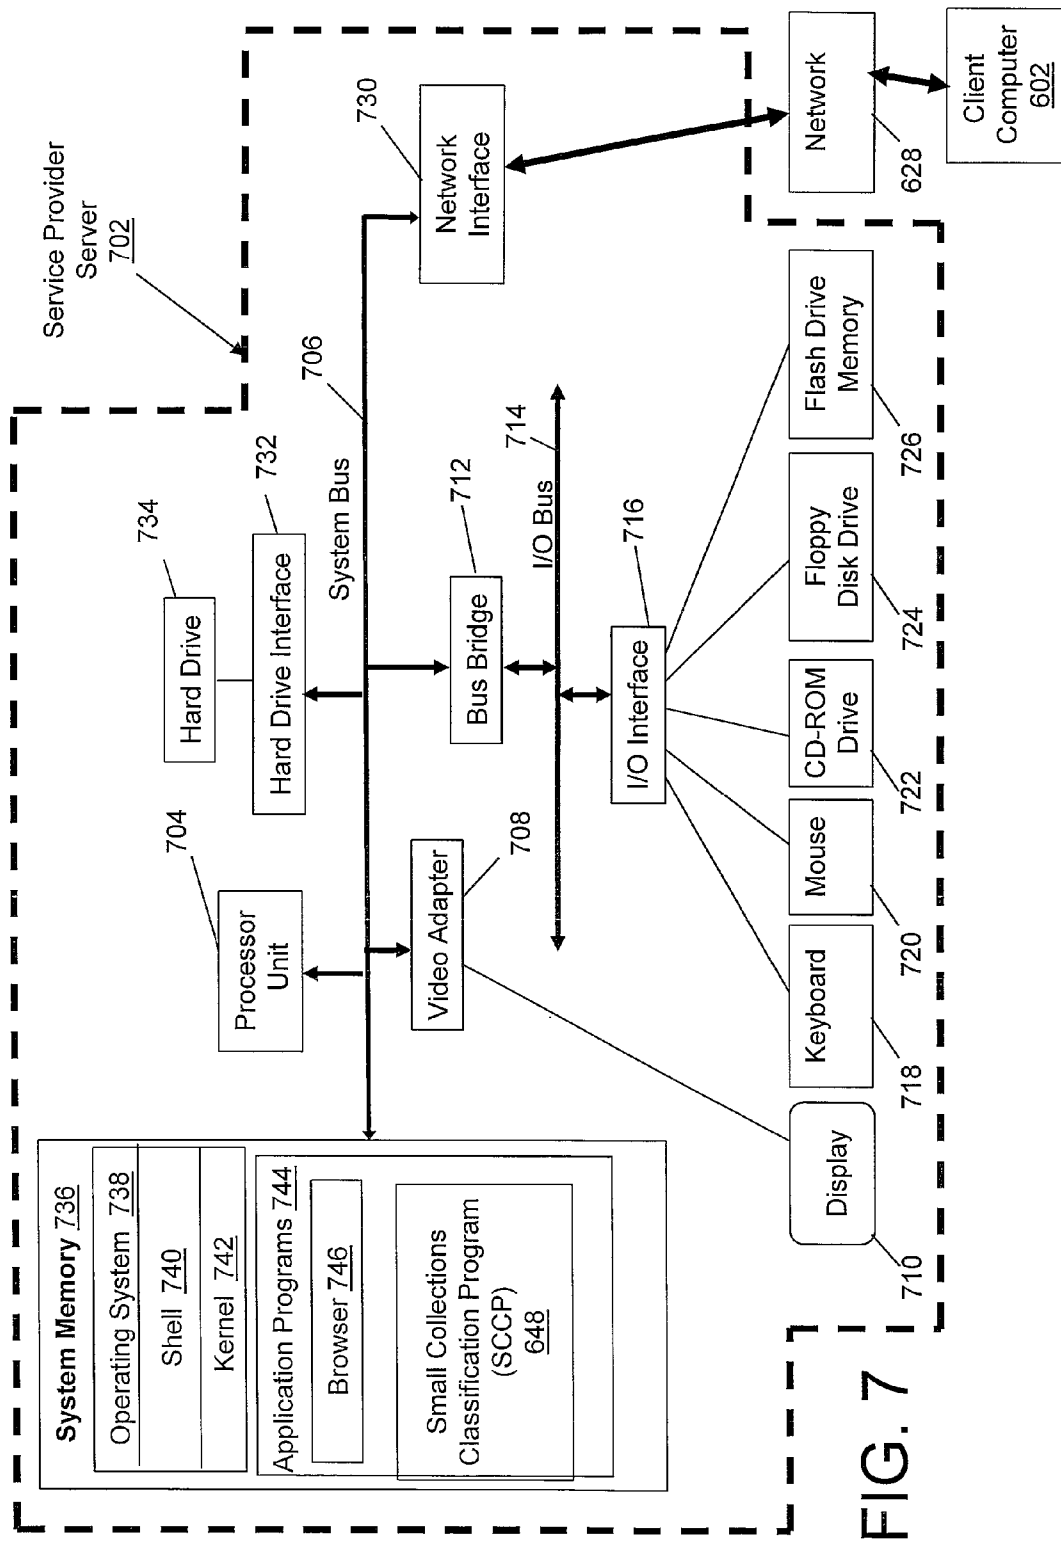 Service Provider
Server
702
System Memory 736
Operating System 738
Shell 740
Kernel 742
Application Programs 744
Browser 746
Small Collections
Classification Program
(SCCP)
648
704
Processor
Unit
734
Hard Drive
732
Hard Drive Interface
System Bus
706
730
Network
Interface
Video Adapter
708
712
Bus Bridge
I/O Bus
714
716
I/O Interface
Display
710
Keyboard
718
Mouse
720
CD-ROM
Drive
722
Floppy
Disk Drive
724
Flash Drive
Memory
726
Network
628
Client
Computer
602
FIG. 7